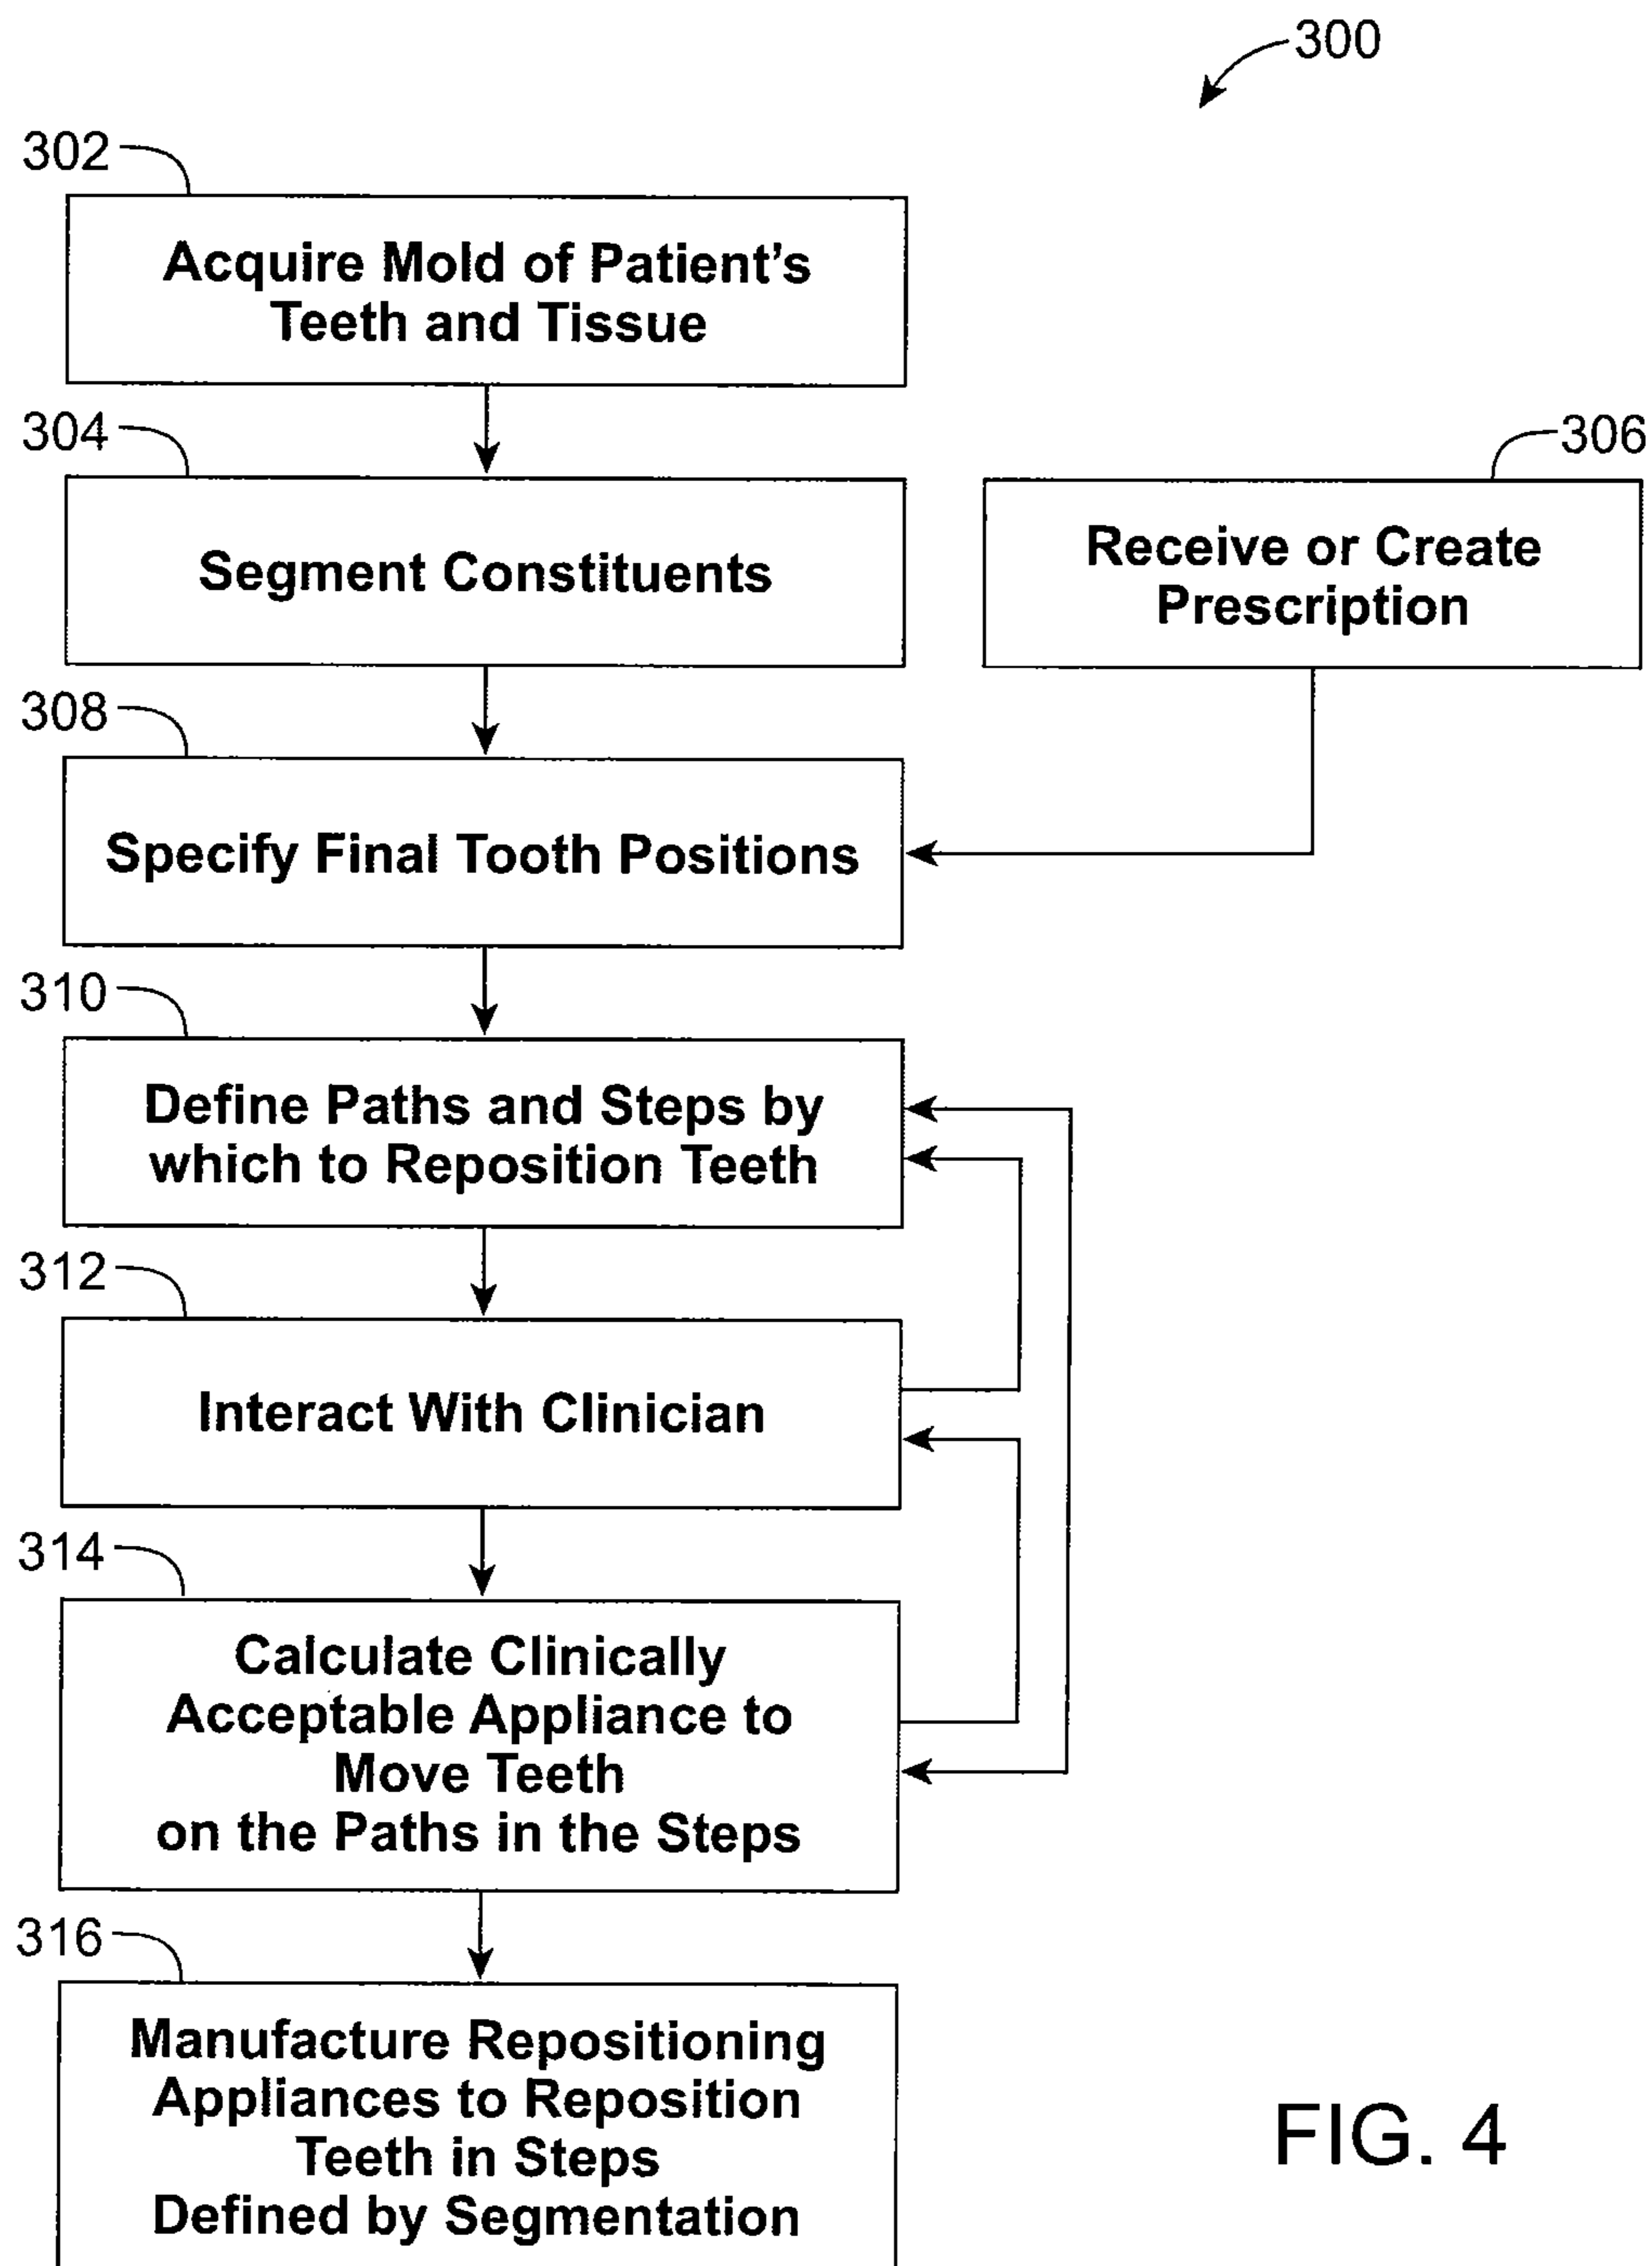 300
302
Acquire Mold of Patient's
Teeth and Tissue
304
Segment Constituents
306
Receive or Create
Prescription
308
Specify Final Tooth Positions
310
Define Paths and Steps by
which to Reposition Teeth
312
Interact With Clinician
314
Calculate Clinically
Acceptable Appliance to
Move Teeth
on the Paths in the Steps
316
Manufacture Repositioning
Appliances to Reposition
Teeth in Steps
Defined by Segmentation
FIG. 4